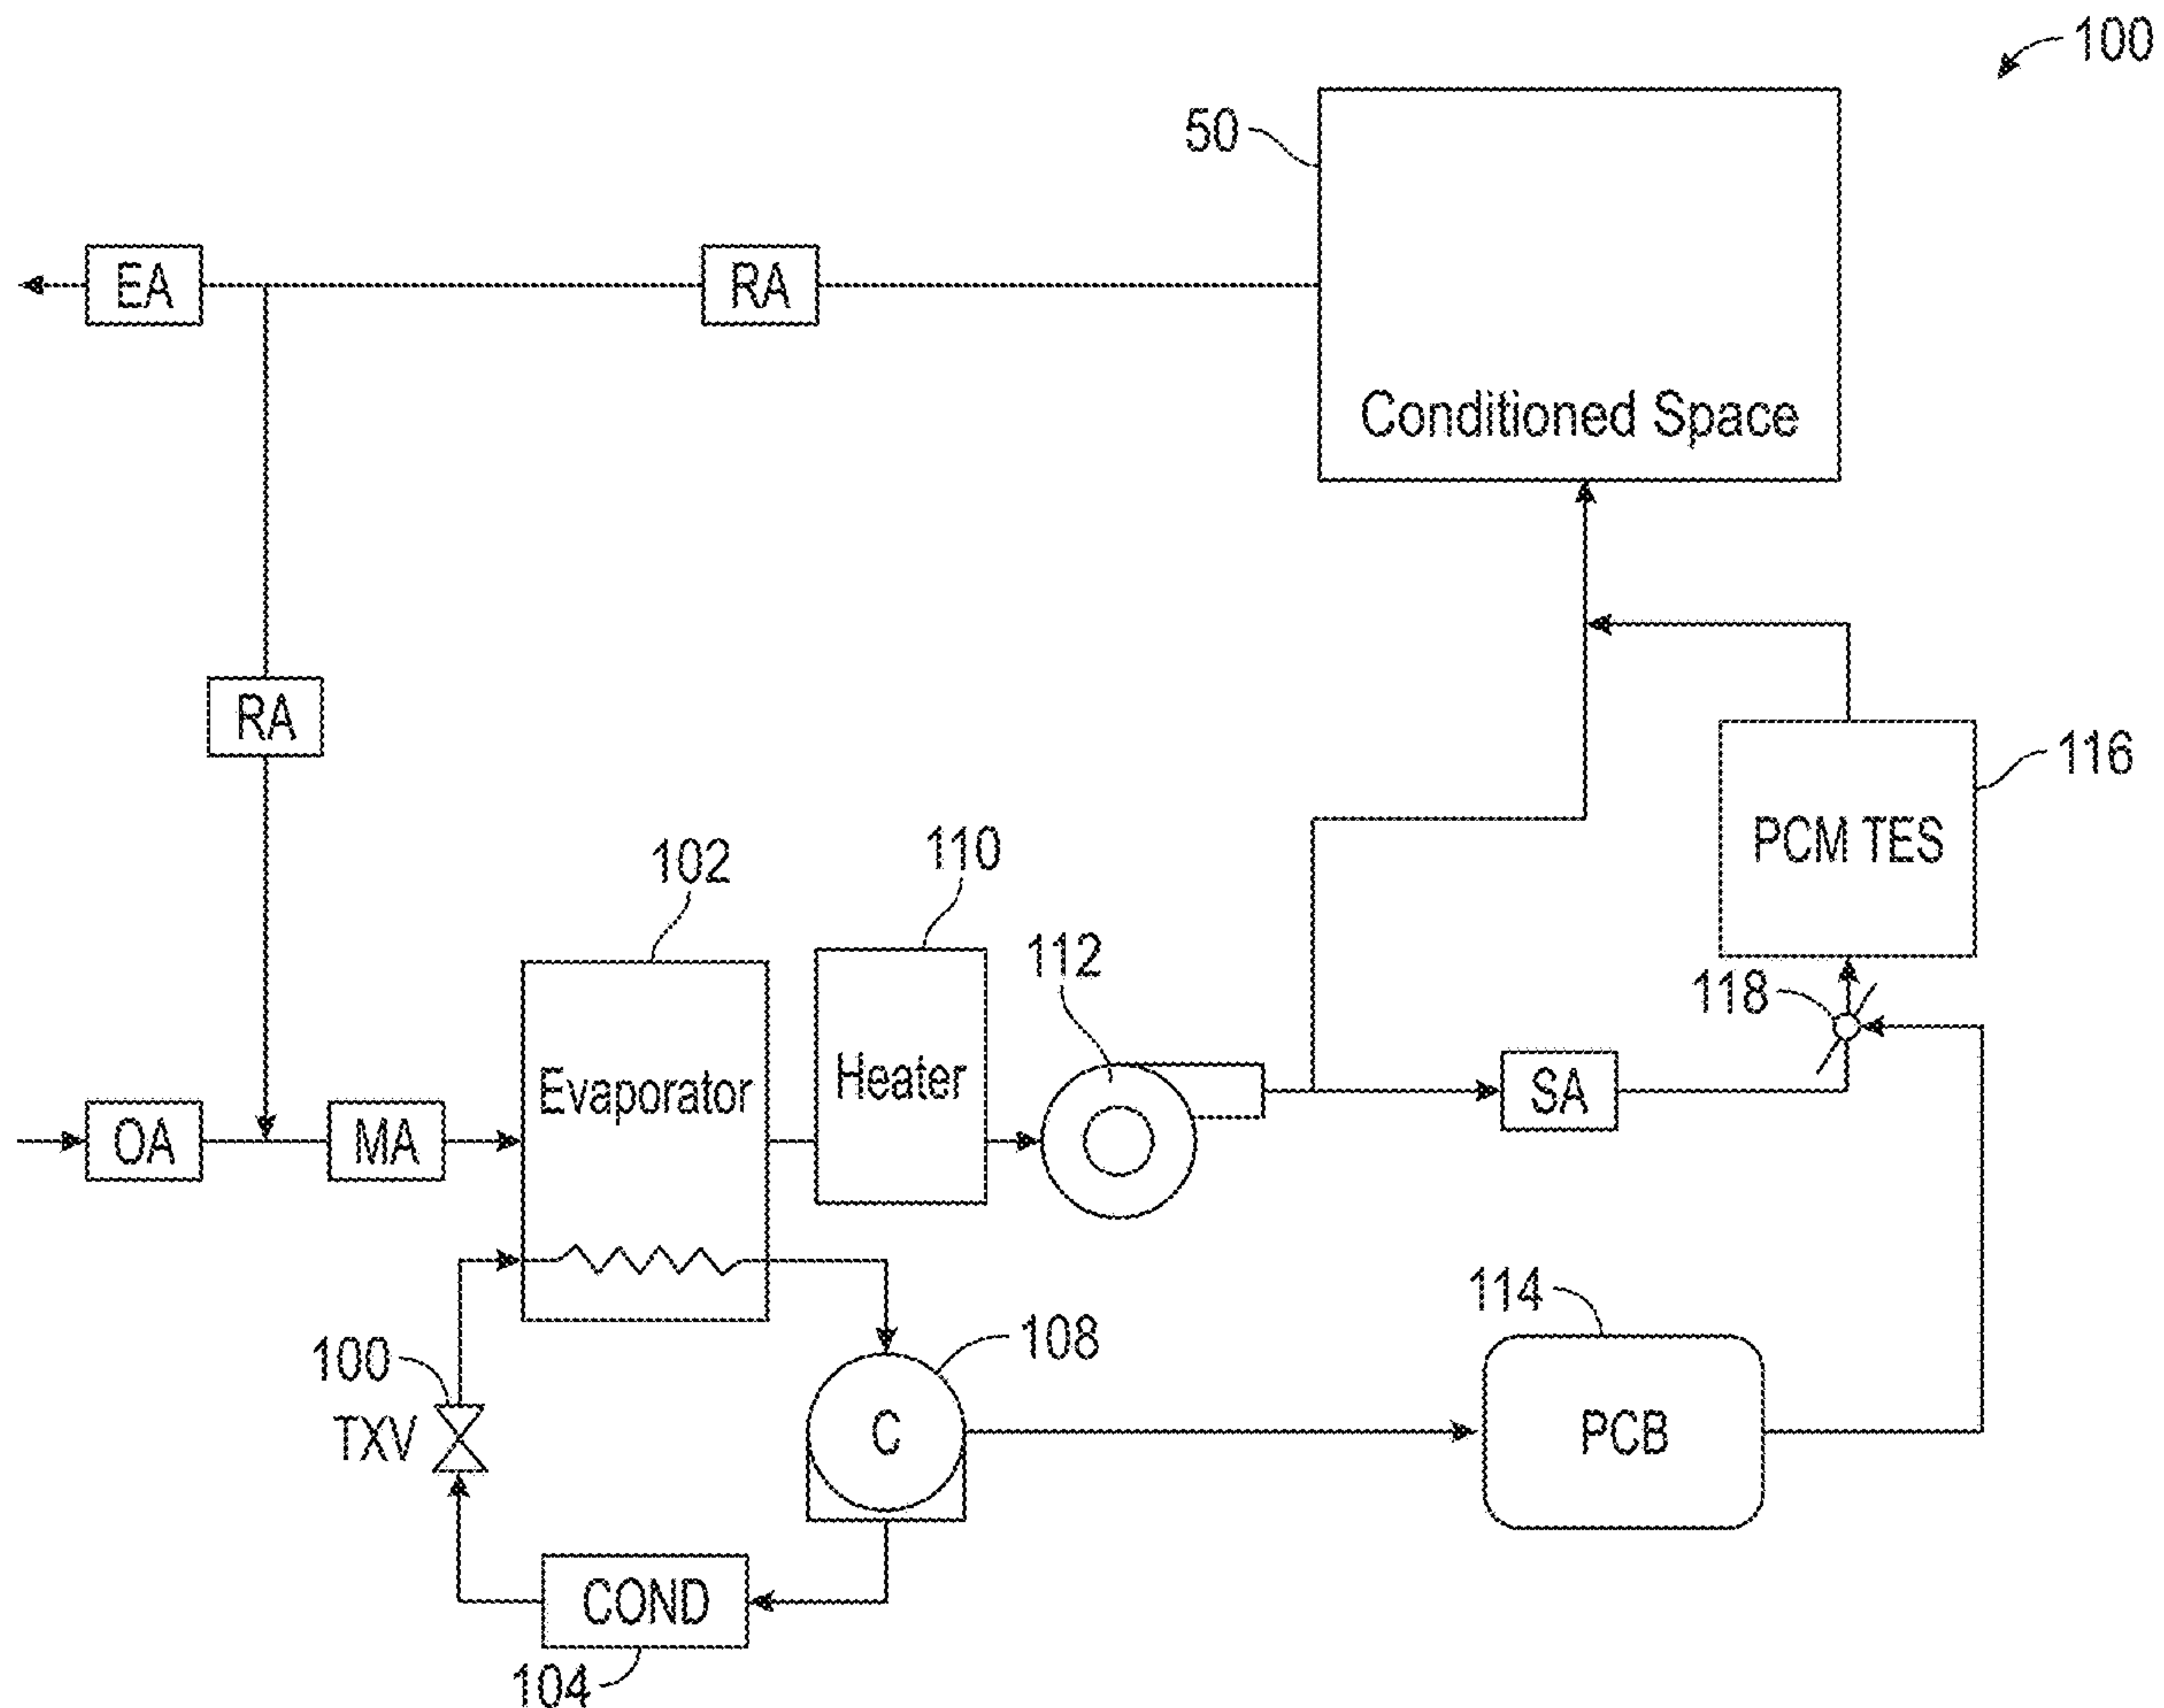 100
50
EA
RA
Conditioned Space
RA
116
PCM TES
110
102
112
118
Heater
Evaporator
SA
OA
MA
114
108
100
TXV
C
PCB
COND
104